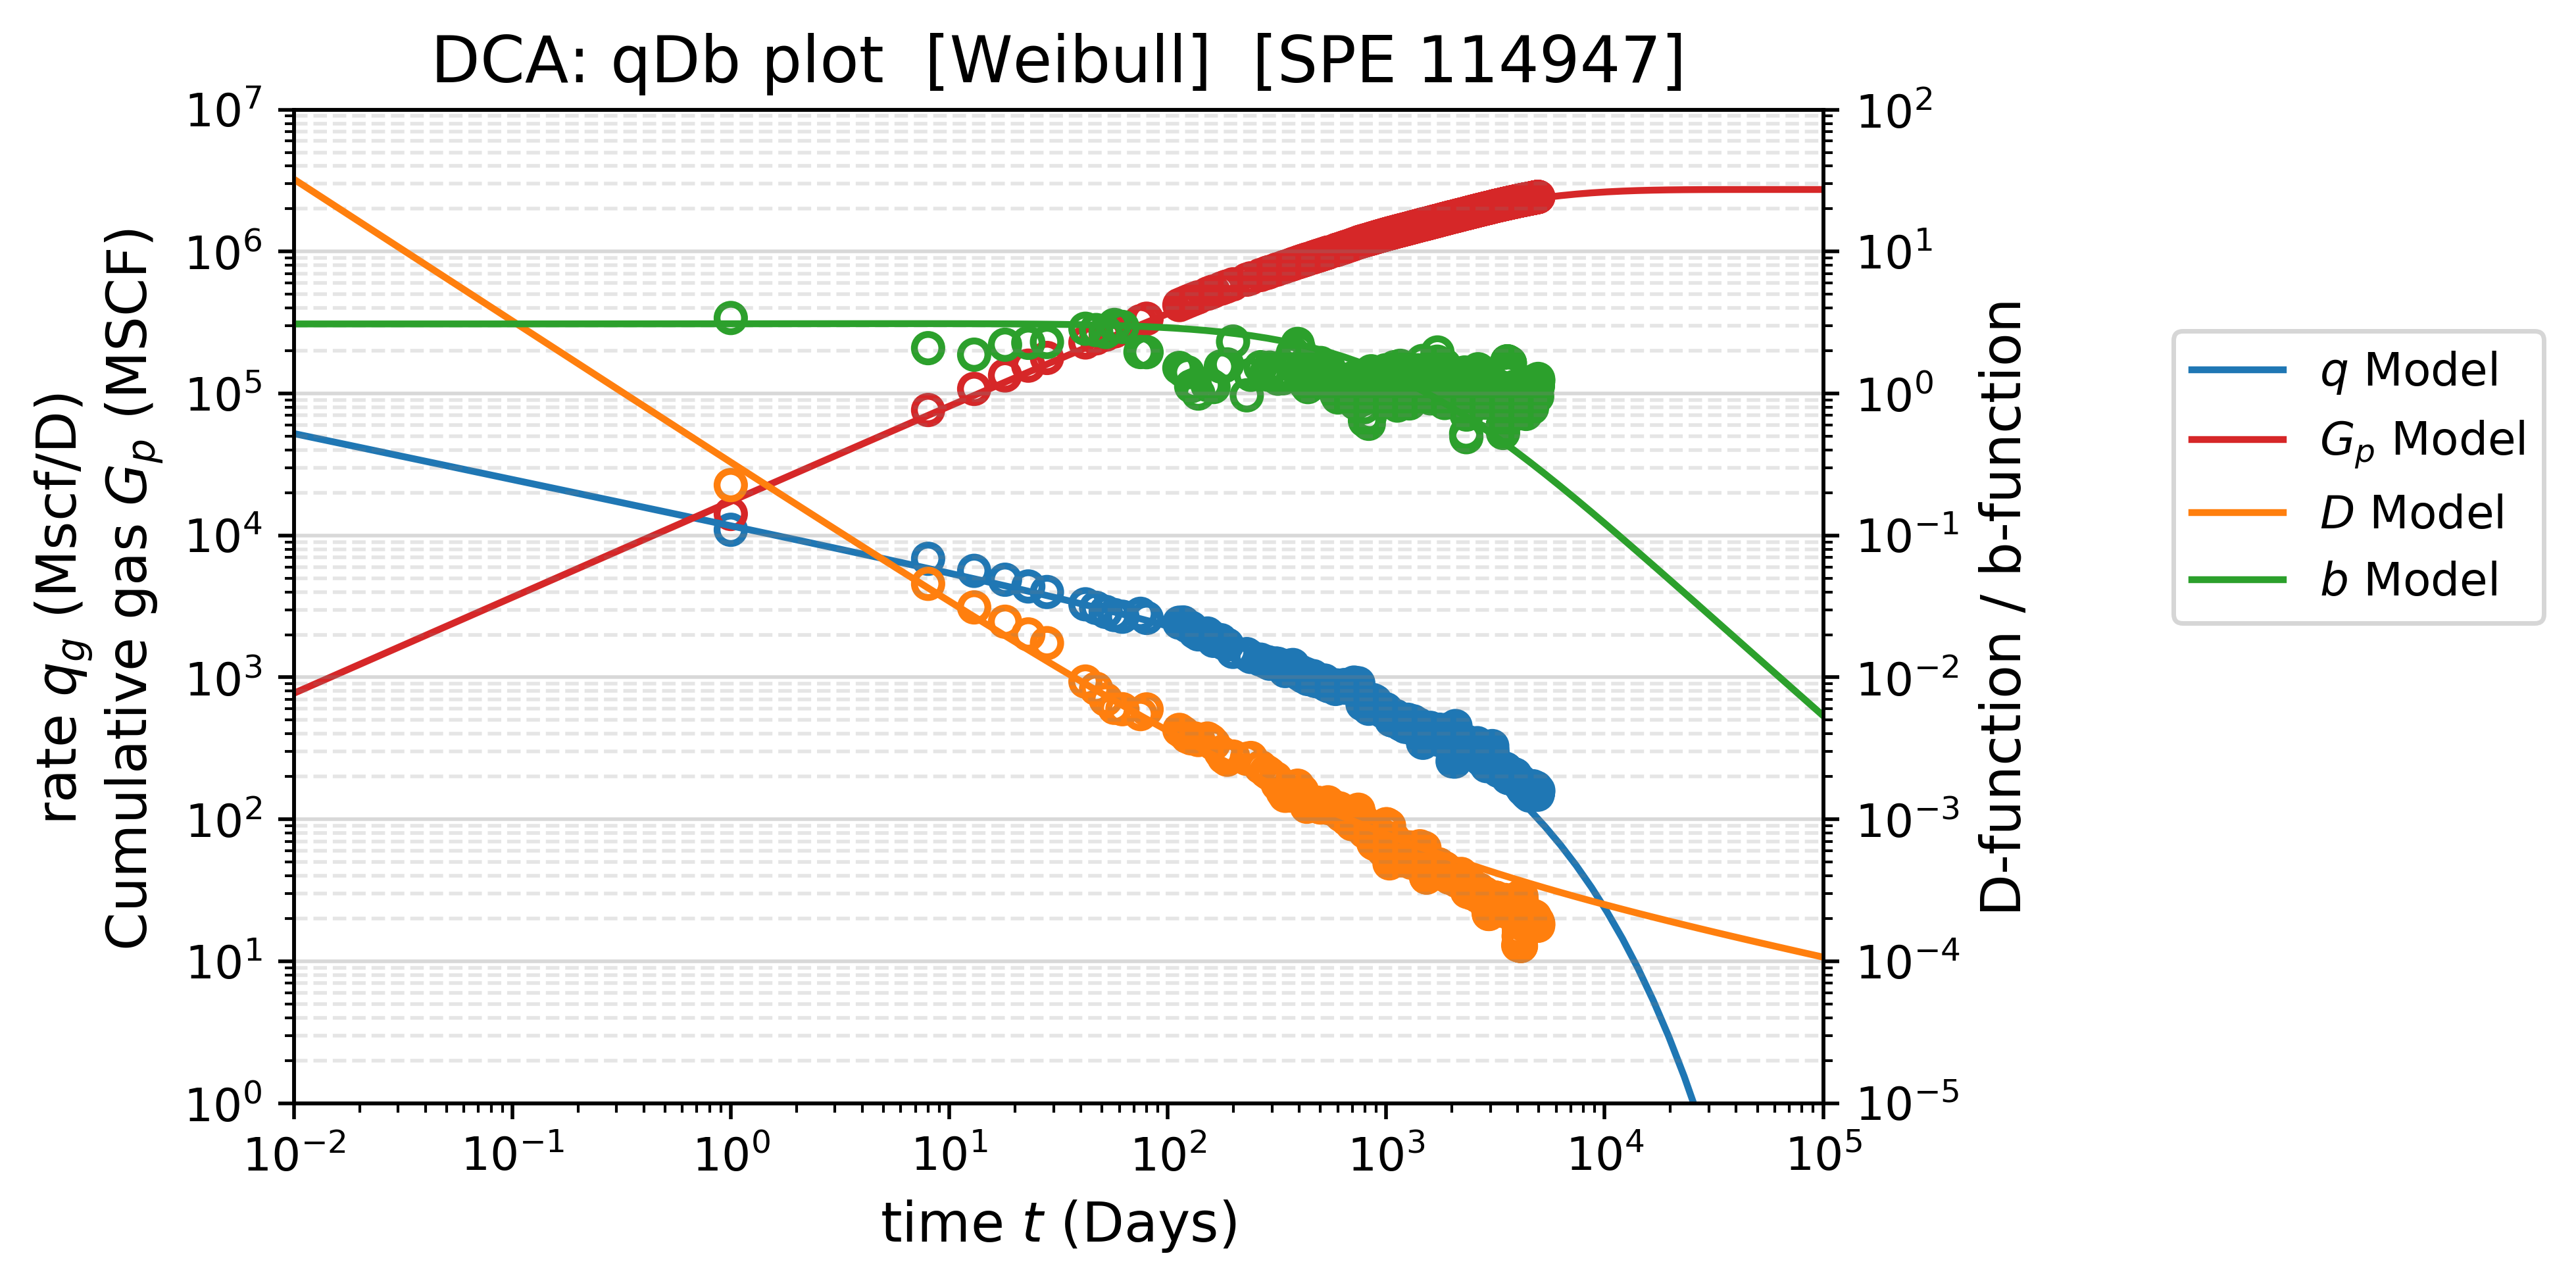 DCA: qDb plot [Weibull] [SPE 114947]
rate q_g (Mscf/D)
Cumulative gas G_p (MSCF)
10^7
10^6
10^5
10^4
10^3
10^2
10^1
10^0
10^2
10^1
10^0
10^-1
10^-2
10^-3
10^-4
10^-5
D-function / b-function
10^-2
10^-1
10^0
10^1
10^2
10^3
10^4
10^5
time t (Days)
q Model
G_p Model
D Model
b Model